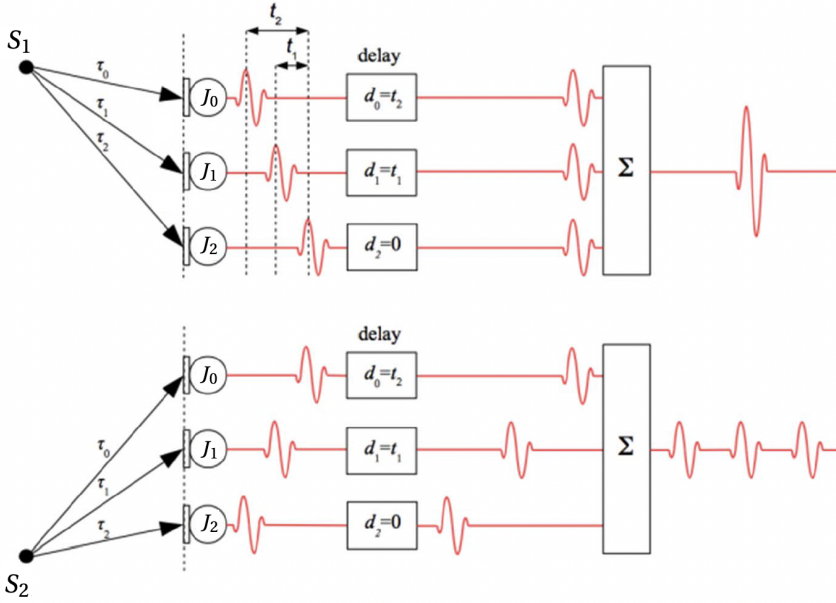 t₂
S₁
t₁
delay
τ₀
J₀
d₀=t₂
τ₁
τ₂
J₁
d₁=t₁
Σ
J₂
d₂=0
delay
J₀
d₀=t₂
τ₀
J₁
d₁=t₁
Σ
τ₁
τ₂
J₂
d₂=0
S₂